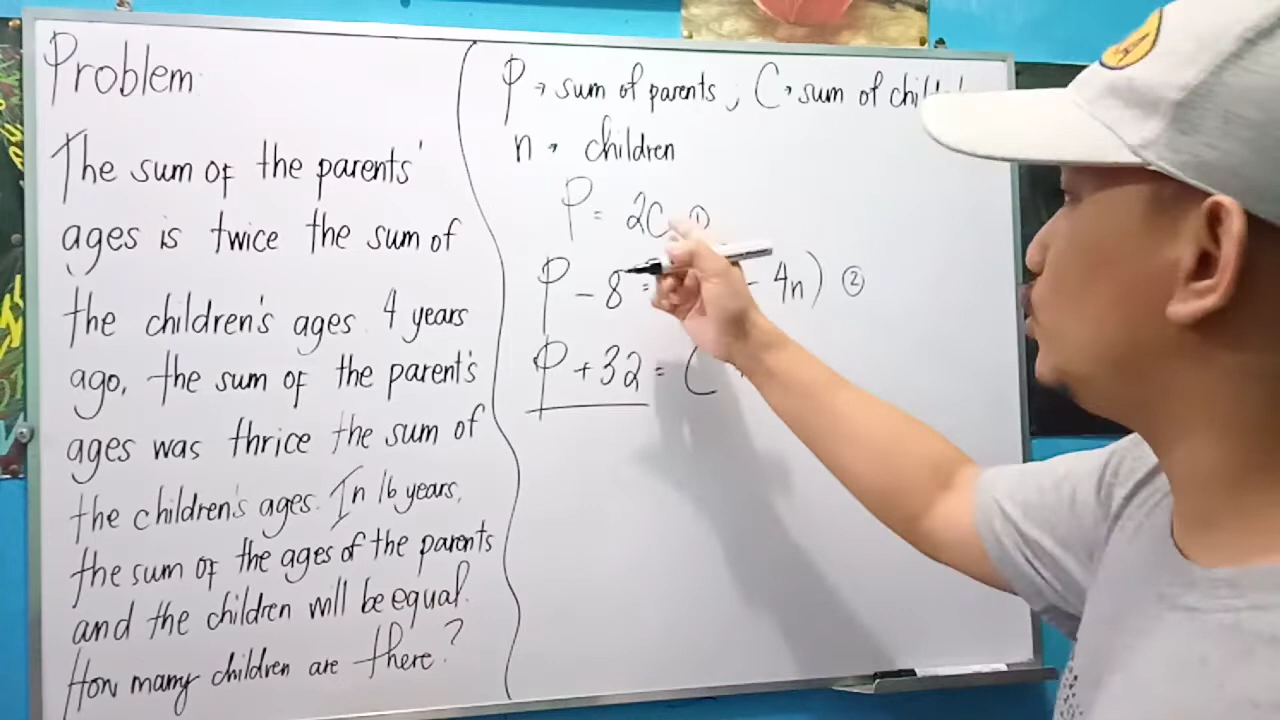 Problem
The sum of the parents'
ages is twice the sum of
the children's ages. 4 years
ago, the sum of the parent's
ages was thrice the sum of
the children's ages. In 16 years,
the sum of the ages of the parents
and the children will be equal.
How many children are there?
P → sum of parents ; C → sum of
n → children
P = 2C ①
P - 8 = - 4n) ②
P + 32 = C +